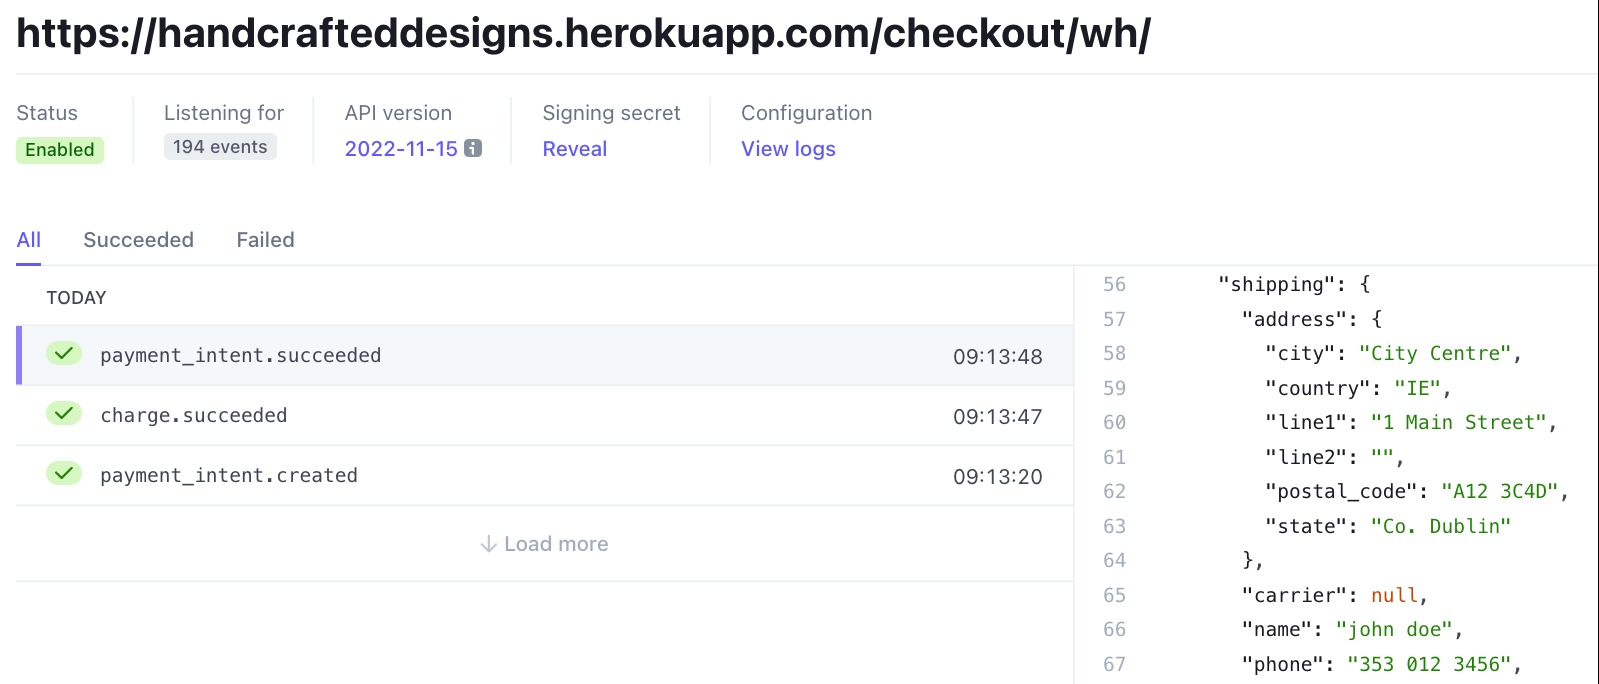 https://handcrafteddesigns.herokuapp.com/checkout/wh/
Status
Enabled
Listening for
194 events
API version
2022-11-15
Signing secret
Reveal
Configuration
View logs
All Succeeded Failed
TODAY
payment_intent.succeeded 09:13:48
charge.succeeded 09:13:47
payment_intent.created 09:13:20
Load more
56 "shipping": {
57 "address": {
58 "city": "City Centre",
59 "country": "IE",
60 "line1": "1 Main Street",
61 "line2": "",
62 "postal_code": "A12 3C4D",
63 "state": "Co. Dublin"
64 },
65 "carrier": null,
66 "name": "john doe",
67 "phone": "353 012 3456",